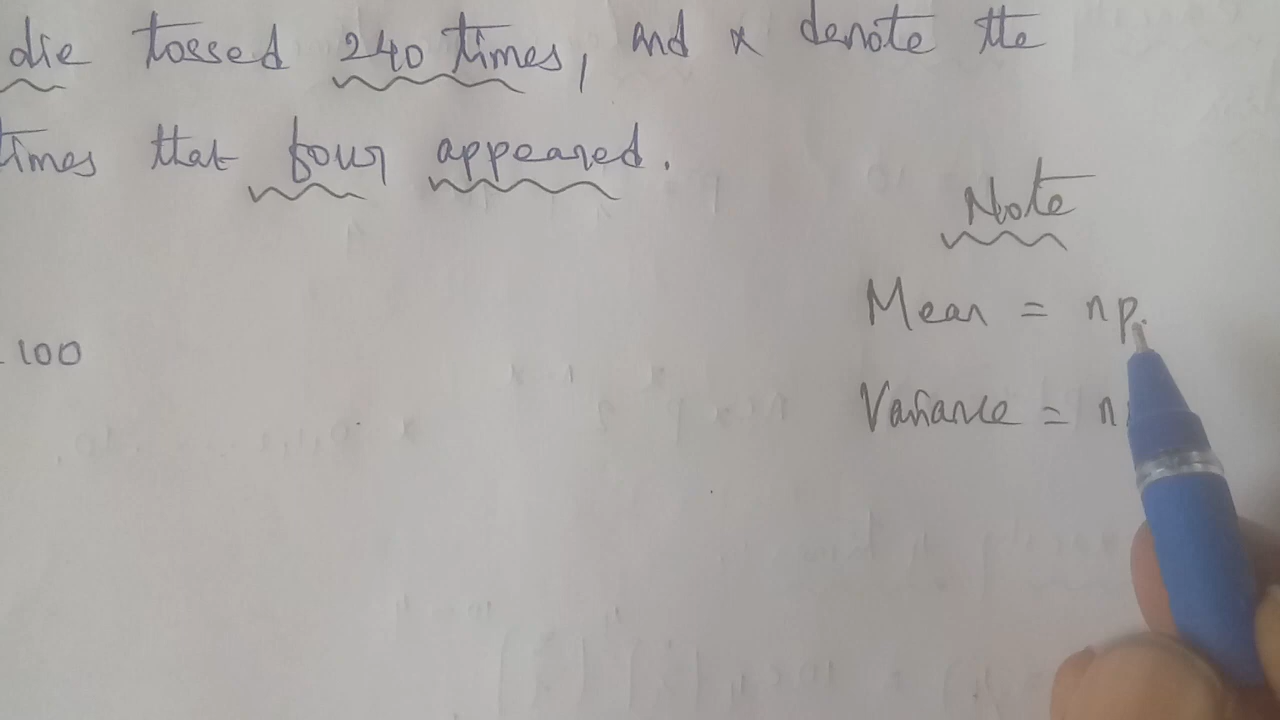 die tossed 240 times, and x denote the
times that four appeared.
Note
Mean = np.
100
Variance = n